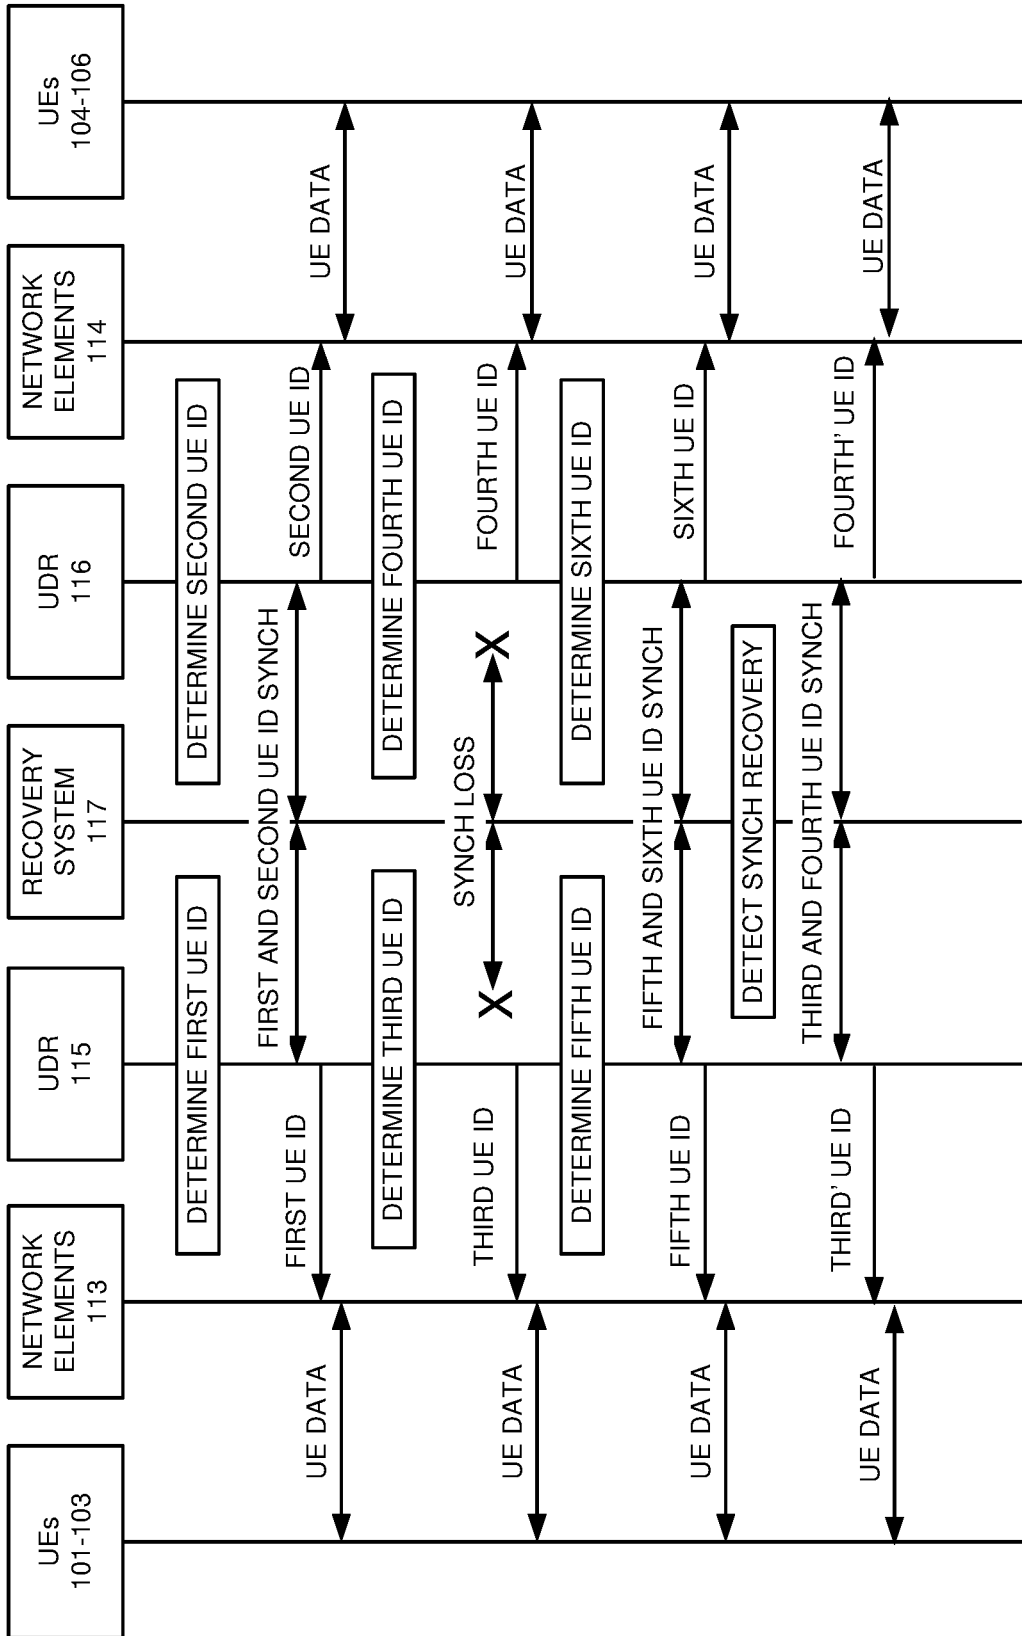 UEs
101-103
NETWORK
ELEMENTS
113
UDR
115
RECOVERY
SYSTEM
117
UDR
116
NETWORK
ELEMENTS
114
UEs
104-106
DETERMINE FIRST UE ID
DETERMINE SECOND UE ID
FIRST AND SECOND UE ID SYNCH
FIRST UE ID
SECOND UE ID
UE DATA
UE DATA
DETERMINE THIRD UE ID
DETERMINE FOURTH UE ID
SYNCH LOSS
X
X
THIRD UE ID
FOURTH UE ID
UE DATA
UE DATA
DETERMINE FIFTH UE ID
DETERMINE SIXTH UE ID
FIFTH AND SIXTH UE ID SYNCH
FIFTH UE ID
SIXTH UE ID
UE DATA
UE DATA
DETECT SYNCH RECOVERY
THIRD AND FOURTH UE ID SYNCH
THIRD' UE ID
FOURTH' UE ID
UE DATA
UE DATA